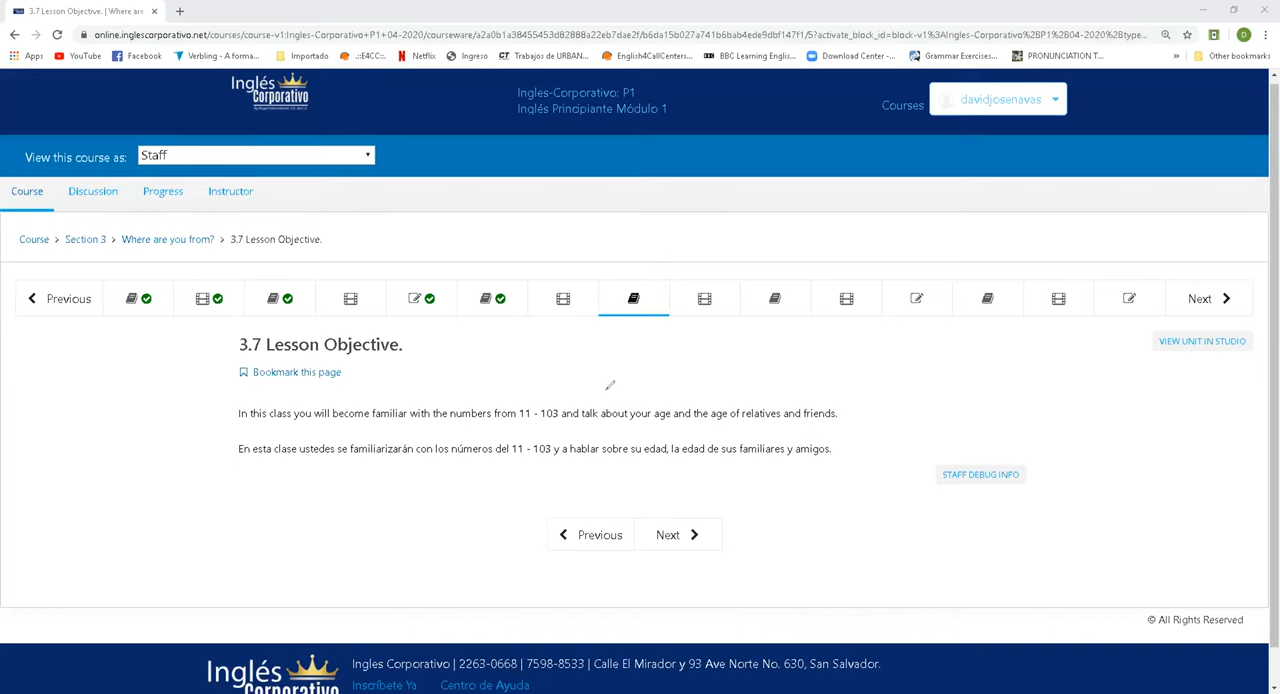 3.7 Lesson Objective. | Where are
online.inglescorporativo.net/courses/course-v1:Ingles-Corporativo+P1+04-2020/courseware/a2a0b1a38455453d82888a22eb7dae2f/b6da15b027a741b6bab4ede9dbf147f1/5?activate_block_id=block-v1%3AIngles-Corporativo%2BP1%2B04-2020%2Btype...
Apps YouTube Facebook Verbling - A forma... Importado .::E4CC::. Netflix Ingreso CT Trabajos de URBAN... English4CallCenters... BBC Learning Englis... Download Center -... Grammar Exercises... PRONUNCIATION T... » Other bookmarks
Inglés
Corporativo
Ingles-Corporativo: P1
Inglés Principiante Módulo 1
Courses davidjosenavas
View this course as: Staff
Course Discussion Progress Instructor
Course > Section 3 > Where are you from? > 3.7 Lesson Objective.
Previous Next
3.7 Lesson Objective.
VIEW UNIT IN STUDIO
Bookmark this page
In this class you will become familiar with the numbers from 11 - 103 and talk about your age and the age of relatives and friends.
En esta clase ustedes se familiarizarán con los números del 11 - 103 y a hablar sobre su edad, la edad de sus familiares y amigos.
STAFF DEBUG INFO
Previous Next
© All Rights Reserved
Inglés
Corporativo
Ingles Corporativo | 2263-0668 | 7598-8533 | Calle El Mirador y 93 Ave Norte No. 630, San Salvador.
Inscríbete Ya Centro de Ayuda